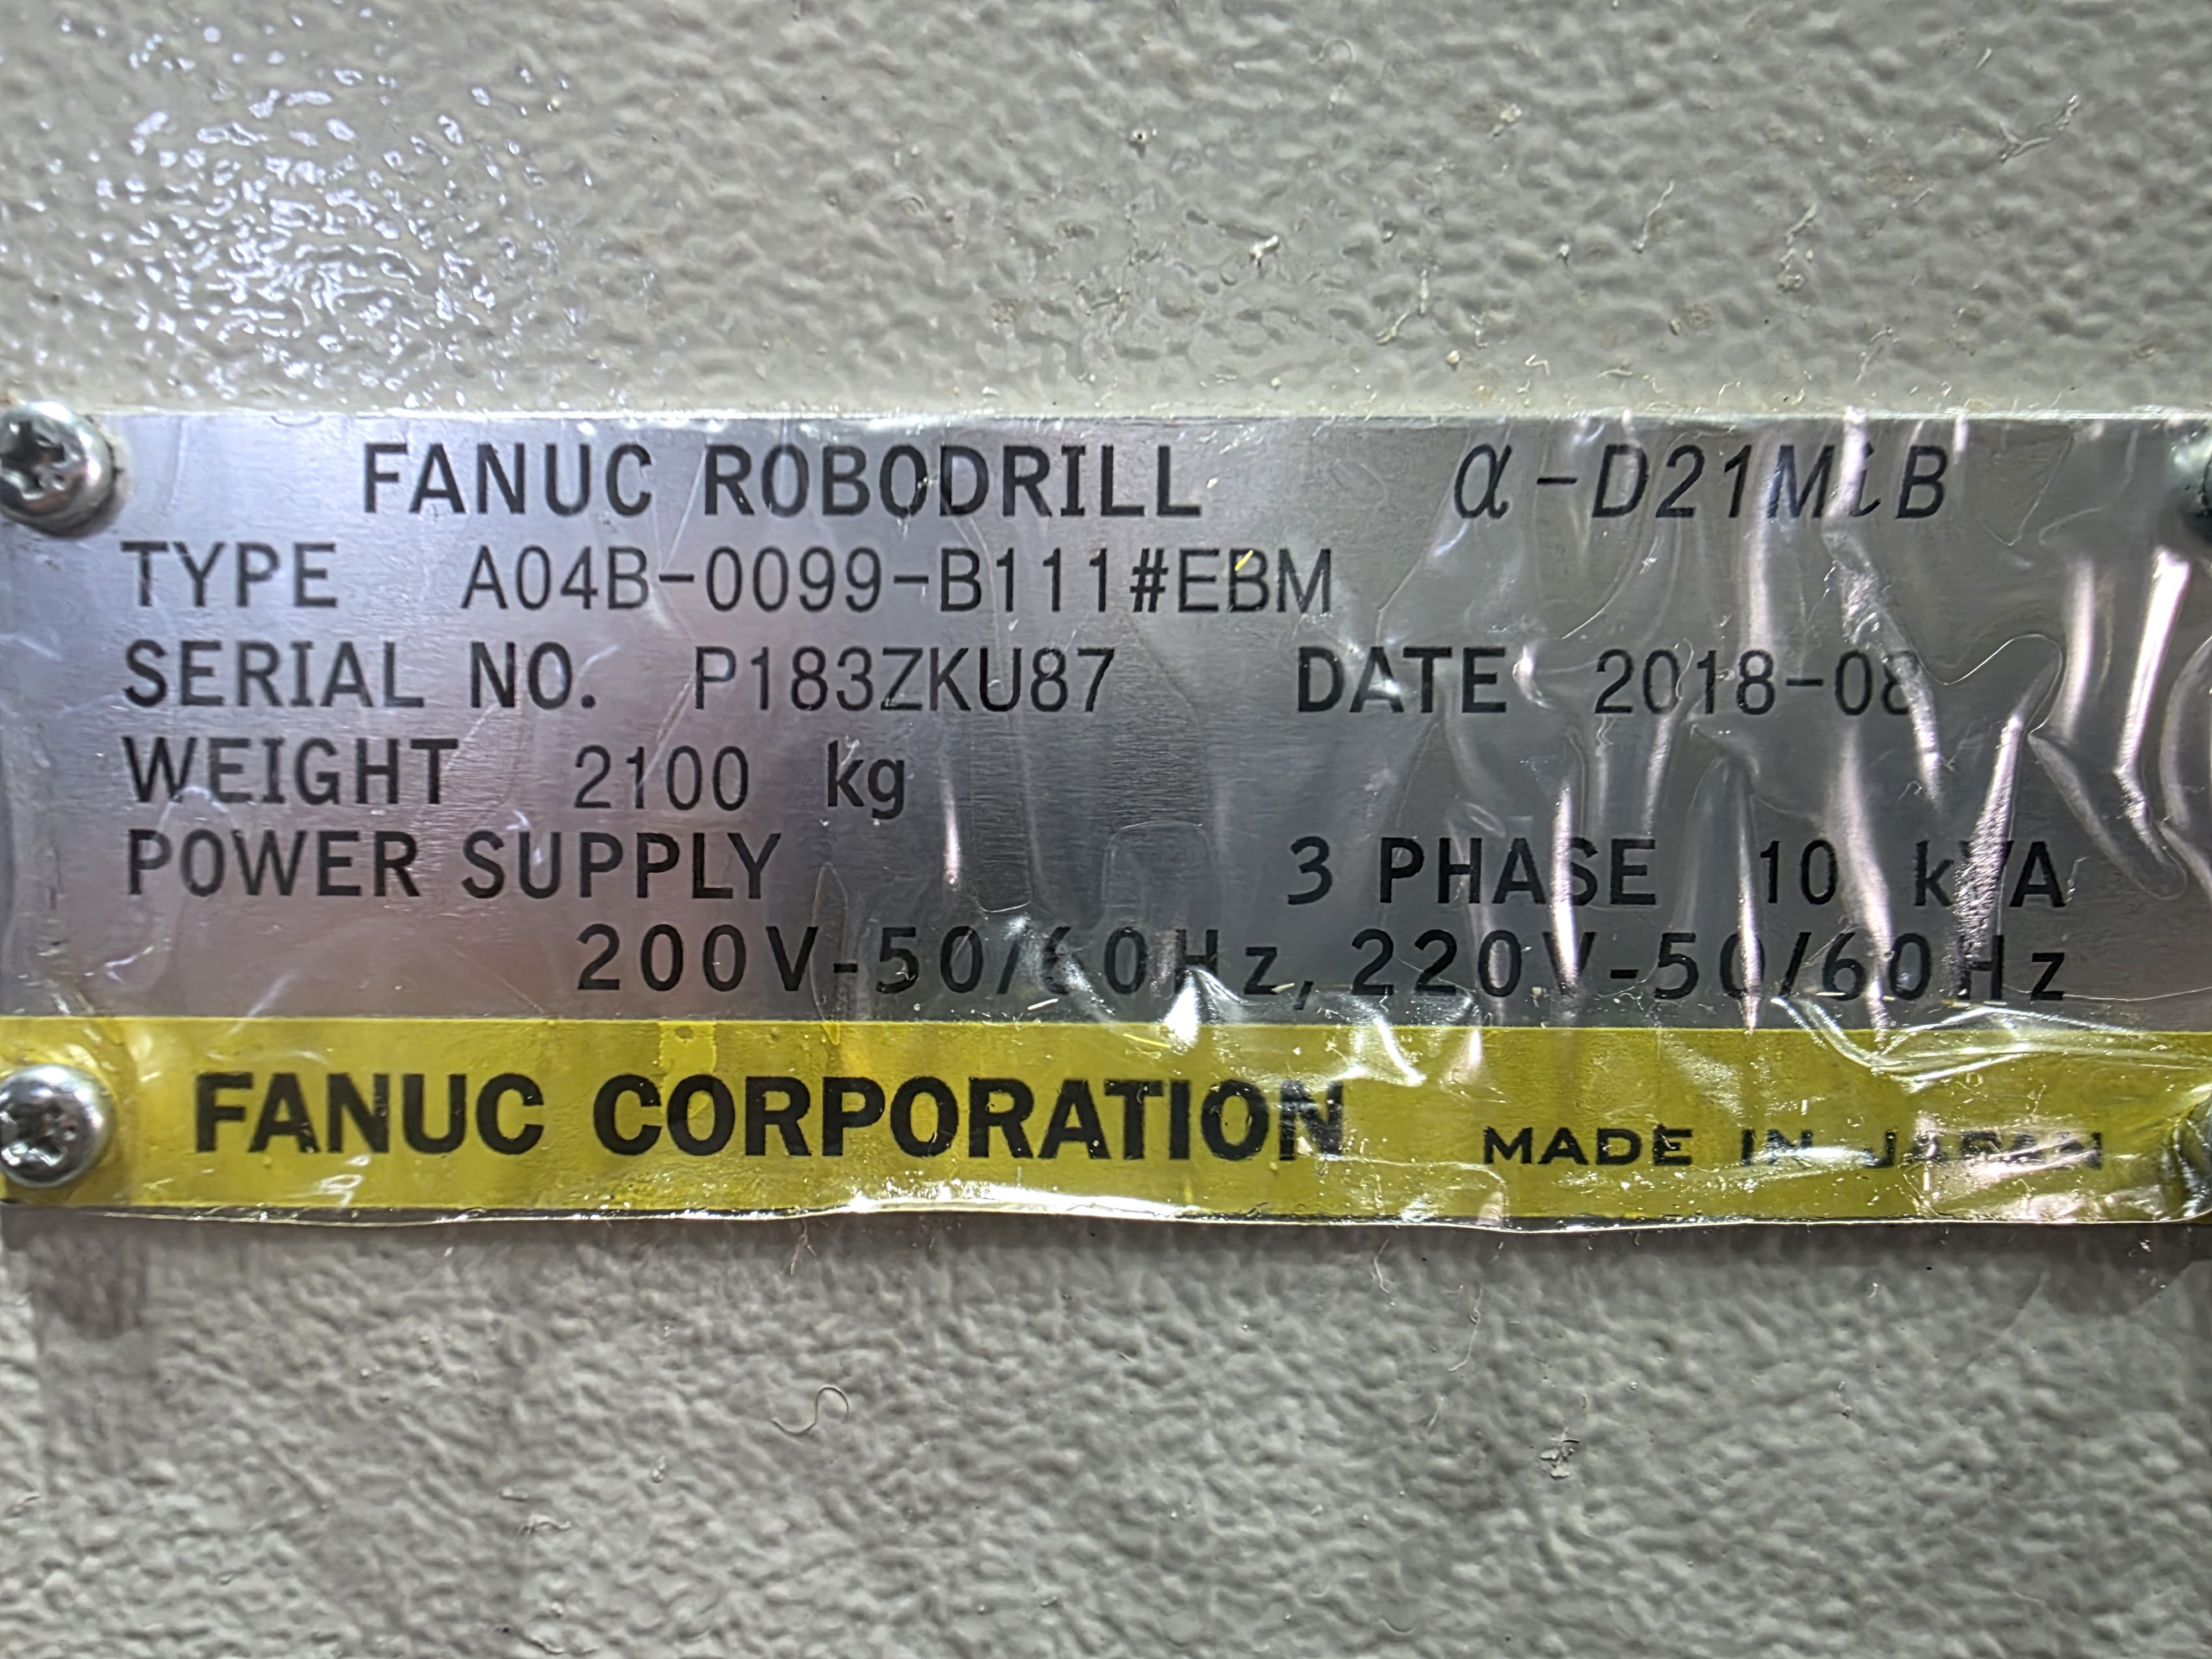 FANUC ROBODRILL α-D21MiB
TYPE A04B-0099-B111#EBM
SERIAL NO. P183ZKU87 DATE 2018-08
WEIGHT 2100 kg
POWER SUPPLY 3 PHASE 10 kVA
200V-50/60Hz, 220V-50/60Hz
FANUC CORPORATION MADE IN JAPAN